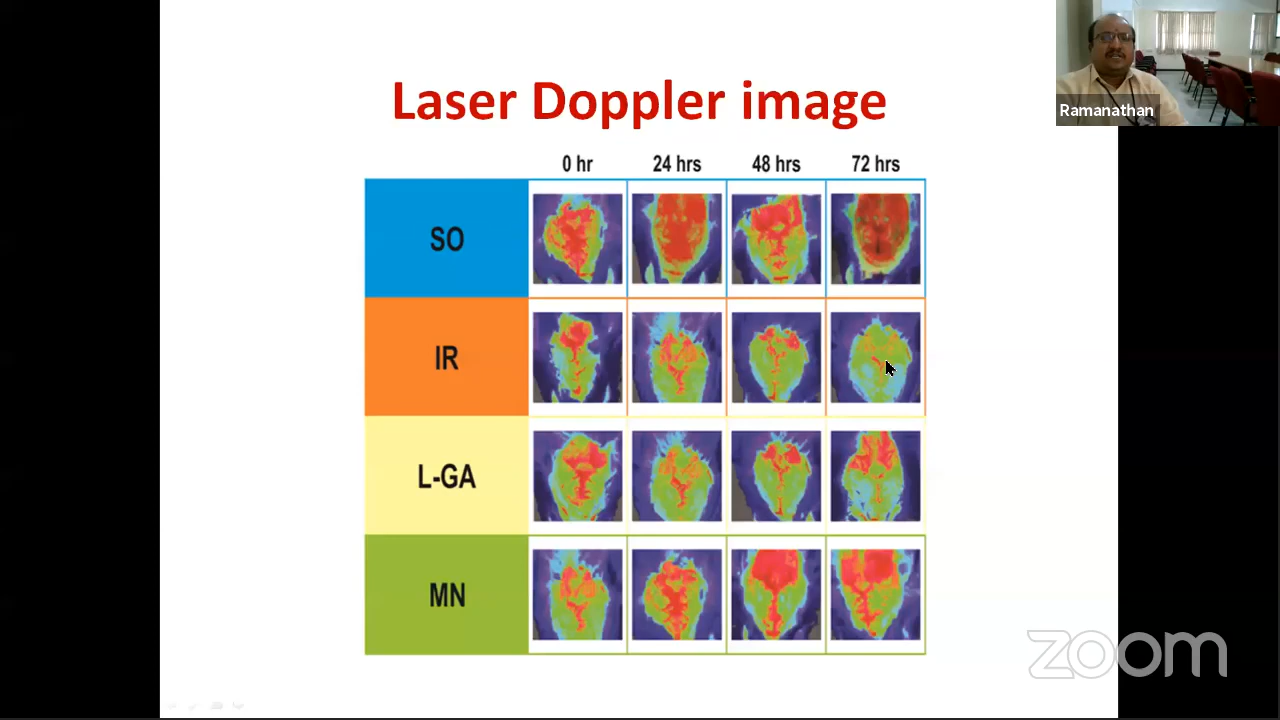 Laser Doppler image
Ramanathan
0 hr 24 hrs 48 hrs 72 hrs
SO
IR
L-GA
MN
zoom